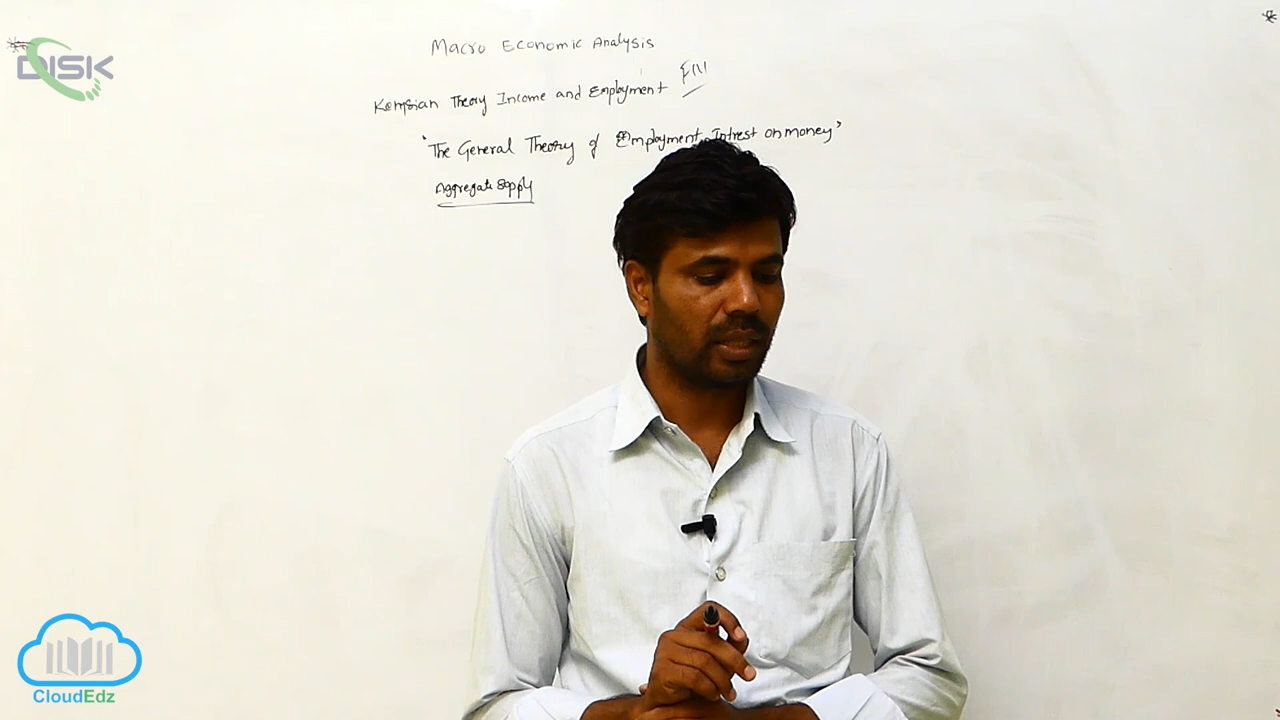 DISK
Macro Economic Analysis
Kenysian Theory Income and Employment
"The General Theory of Employment Intrest on money"
Aggregate Supply
CloudEdz